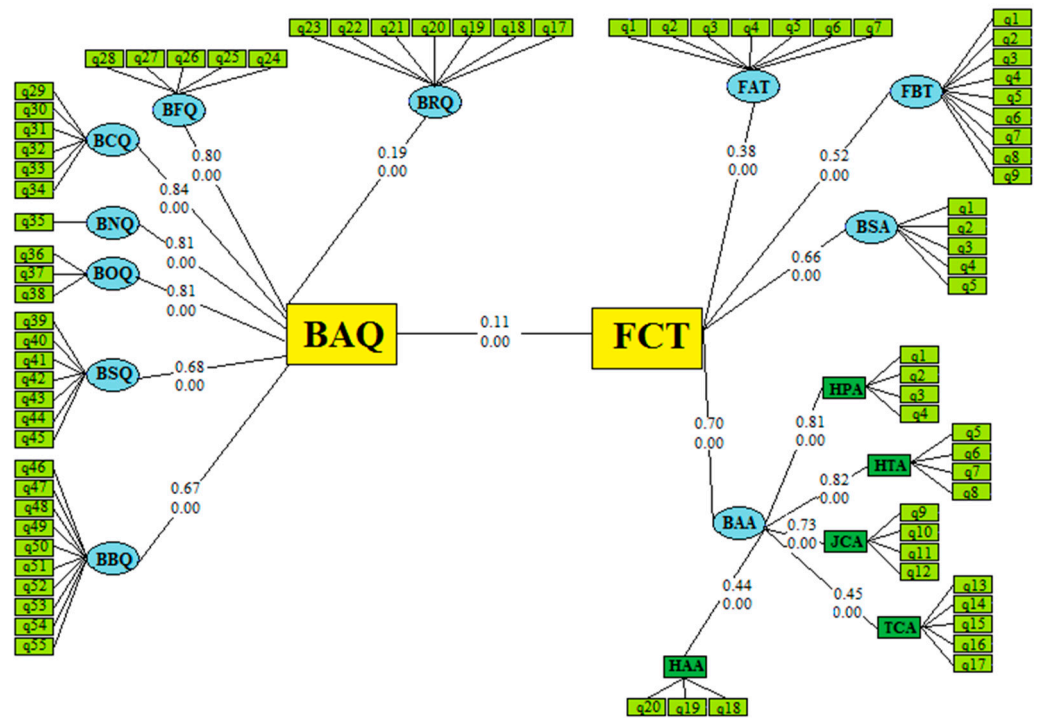 q23 q22 q21 q20 q19 q18 q17
BRQ
q28 q27 q26 q25 q24
BFQ
q29
q30
q31
q32
q33
q34
BCQ
q35
BNQ
q36
q37
q38
BOQ
q39
q40
q41
q42
q43
q44
q45
BSQ
q46
q47
q48
q49
q50
q51
q52
q53
q54
q55
BBQ
0.80
0.00
0.19
0.00
0.84
0.00
0.81
0.00
0.81
0.00
0.68
0.00
0.67
0.00
BAQ
0.11
0.00
FCT
q1 q2 q3 q4 q5 q6 q7
FAT
0.38
0.00
FBT
q1
q2
q3
q4
q5
q6
q7
q8
q9
0.52
0.00
BSA
q1
q2
q3
q4
q5
0.66
0.00
0.70
0.00
BAA
HPA
q1
q2
q3
q4
0.81
0.00
HTA
q5
q6
q7
q8
0.82
0.00
JCA
q9
q10
q11
q12
0.73
0.00
TCA
q13
q14
q15
q16
q17
0.45
0.00
0.44
0.00
HAA
q20 q19 q18